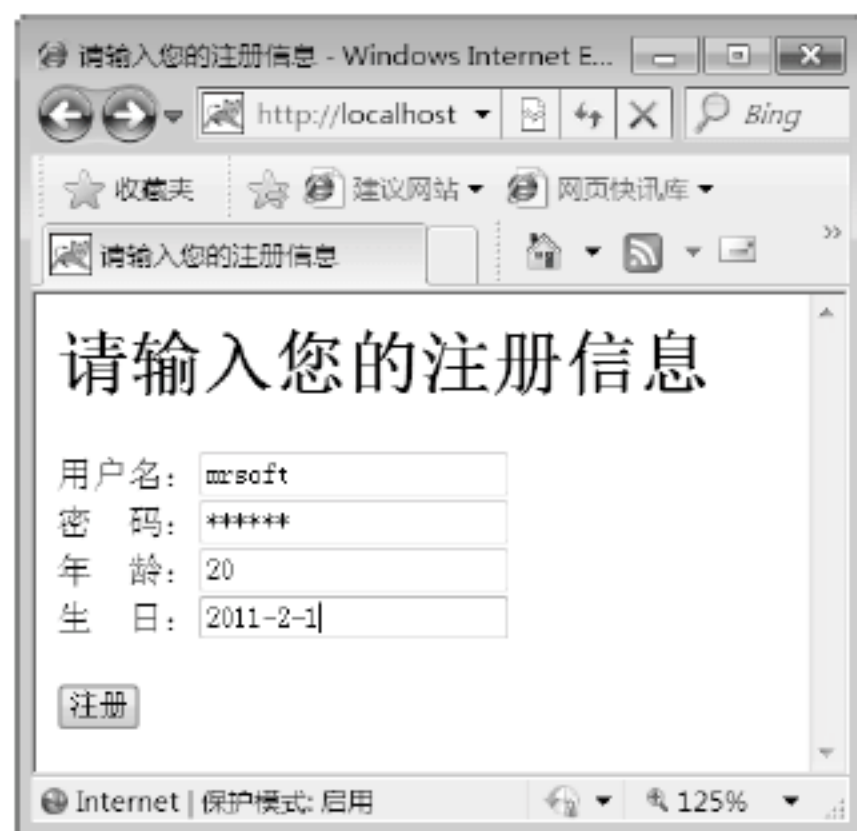 请输入您的注册信息 - Windows Internet E...
http://localhost
Bing
收藏夹 建议网站 网页快讯库
请输入您的注册信息
请输入您的注册信息
用户名: mrsoft
密 码: ******
年 龄: 20
生 日: 2011-2-1
注册
Internet | 保护模式: 启用 125%